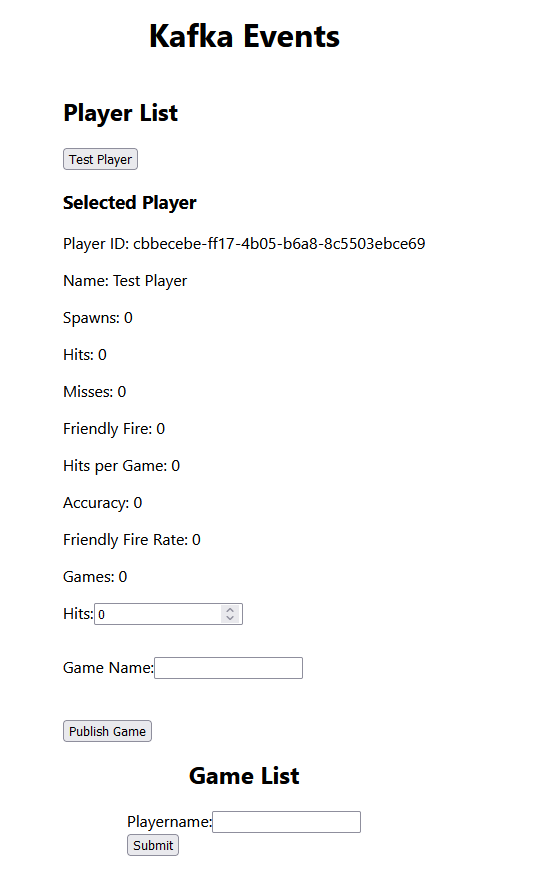 Kafka Events
Player List
Test Player
Selected Player
Player ID: cbbecebe-ff17-4b05-b6a8-8c5503ebce69
Name: Test Player
Spawns: 0
Hits: 0
Misses: 0
Friendly Fire: 0
Hits per Game: 0
Accuracy: 0
Friendly Fire Rate: 0
Games: 0
Hits: 0
Game Name:
Publish Game
Game List
Playername:
Submit